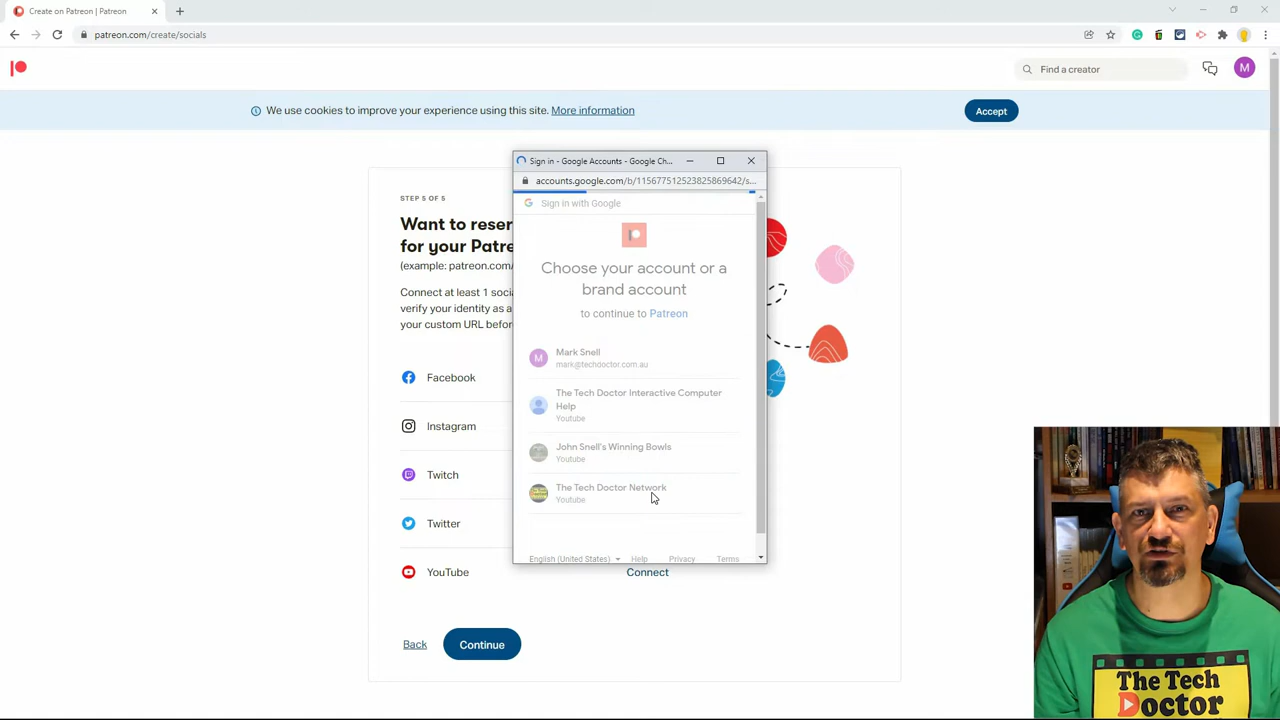 Create on Patreon | Patreon
patreon.com/create/socials
Find a creator
M
We use cookies to improve your experience using this site. More information
Accept
STEP 5 OF 5
Want to reser
for your Patre
(example: patreon.com/
Connect at least 1 soci
verify your identity as a
your custom URL befor
Facebook
Instagram
Twitch
Twitter
YouTube
Connect
Back
Continue
Sign in - Google Accounts - Google Ch...
accounts.google.com/b/115677512523825869642/s...
Sign in with Google
Choose your account or a
brand account
to continue to Patreon
M
Mark Snell
mark@techdoctor.com.au
The Tech Doctor Interactive Computer
Help
Youtube
John Snell's Winning Bowls
Youtube
The Tech Doctor Network
Youtube
English (United States)
Help
Privacy
Terms
The Tech
Doctor